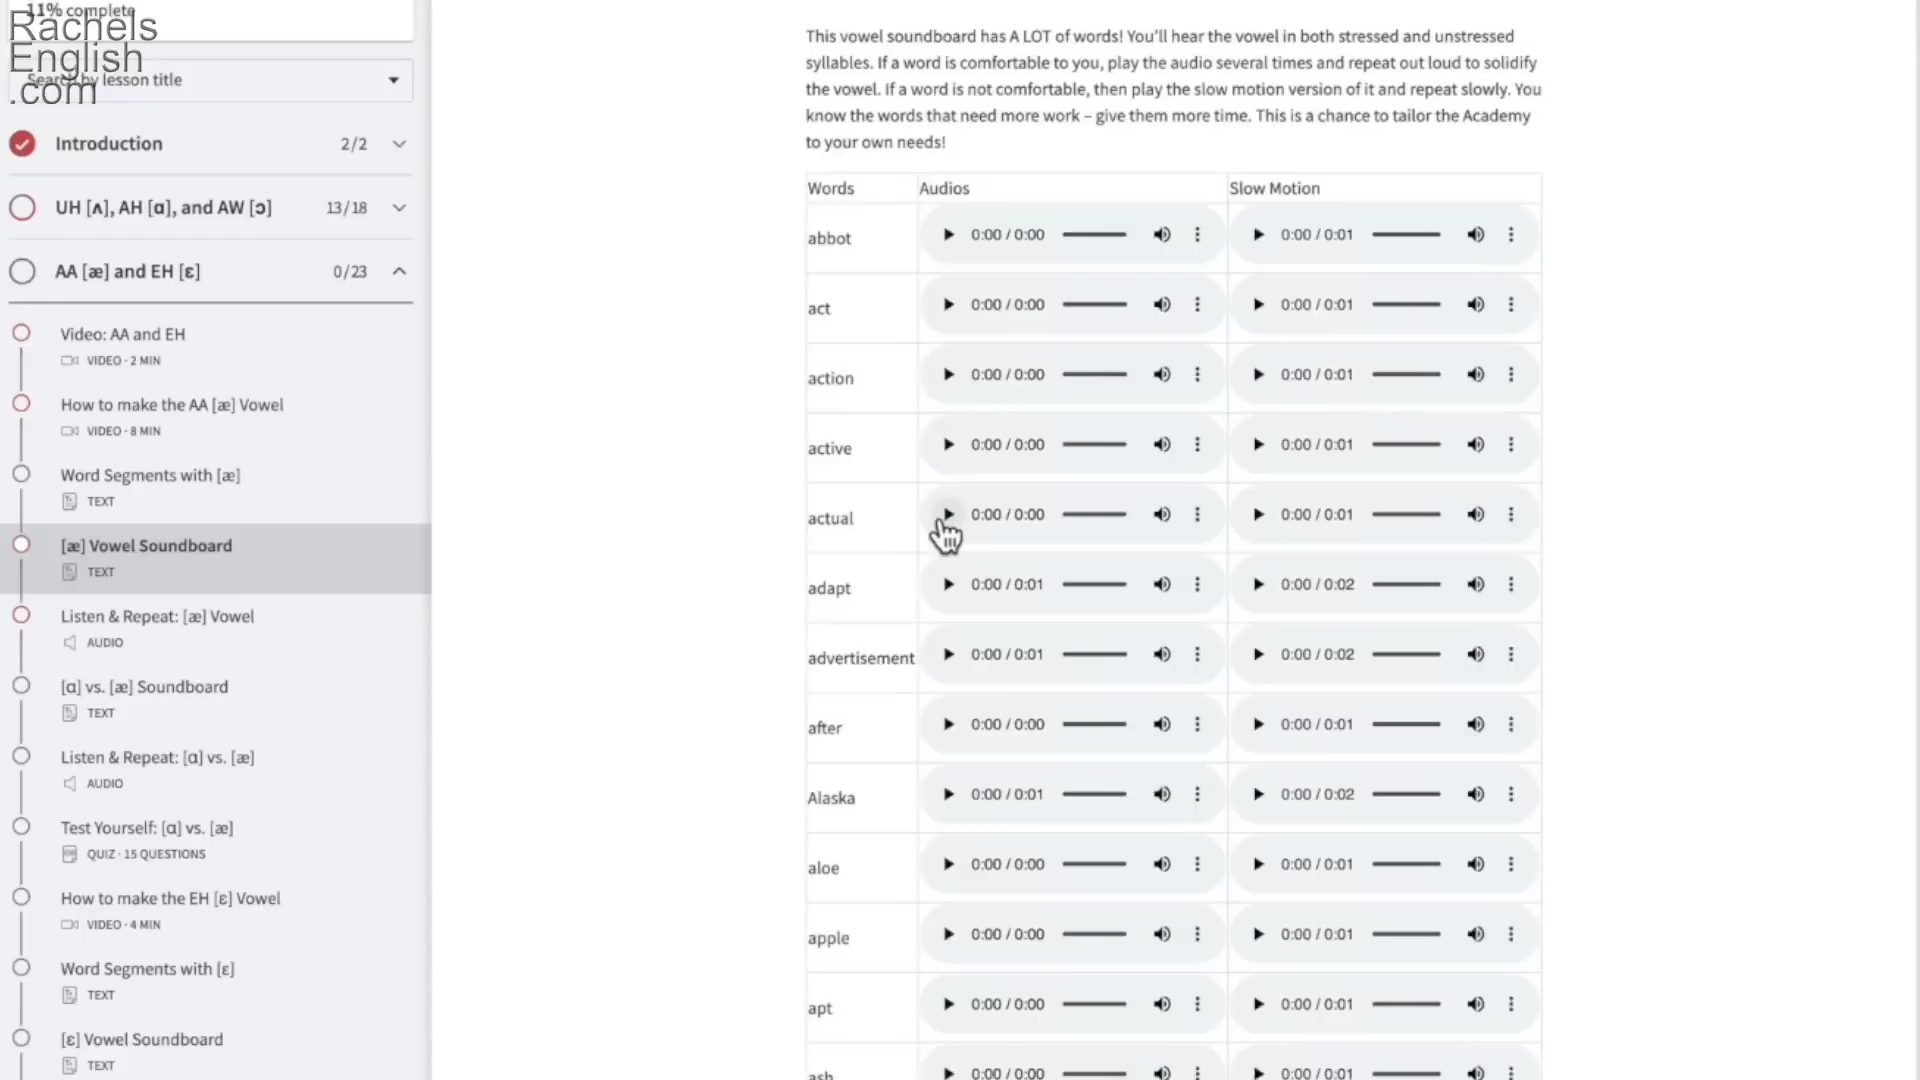 11% complete
Rachels
English
.com
Search by lesson title
Introduction 2/2
UH [ʌ], AH [ɑ], and AW [ɔ] 13/18
AA [æ] and EH [ɛ] 0/23
Video: AA and EH
VIDEO · 2 MIN
How to make the AA [æ] Vowel
VIDEO · 8 MIN
Word Segments with [æ]
TEXT
[æ] Vowel Soundboard
TEXT
Listen & Repeat: [æ] Vowel
AUDIO
[ɑ] vs. [æ] Soundboard
TEXT
Listen & Repeat: [ɑ] vs. [æ]
AUDIO
Test Yourself: [ɑ] vs. [æ]
QUIZ · 15 QUESTIONS
How to make the EH [ɛ] Vowel
VIDEO · 4 MIN
Word Segments with [ɛ]
TEXT
[ɛ] Vowel Soundboard
TEXT
This vowel soundboard has A LOT of words! You'll hear the vowel in both stressed and unstressed
syllables. If a word is comfortable to you, play the audio several times and repeat out loud to solidify
the vowel. If a word is not comfortable, then play the slow motion version of it and repeat slowly. You
know the words that need more work – give them more time. This is a chance to tailor the Academy
to your own needs!
Words Audios Slow Motion
abbot 0:00 / 0:00 0:00 / 0:01
act 0:00 / 0:00 0:00 / 0:01
action 0:00 / 0:00 0:00 / 0:01
active 0:00 / 0:00 0:00 / 0:01
actual 0:00 / 0:00 0:00 / 0:01
adapt 0:00 / 0:01 0:00 / 0:02
advertisement 0:00 / 0:01 0:00 / 0:02
after 0:00 / 0:00 0:00 / 0:01
Alaska 0:00 / 0:01 0:00 / 0:02
aloe 0:00 / 0:00 0:00 / 0:01
apple 0:00 / 0:00 0:00 / 0:01
apt 0:00 / 0:00 0:00 / 0:01
ash 0:00 / 0:00 0:00 / 0:01